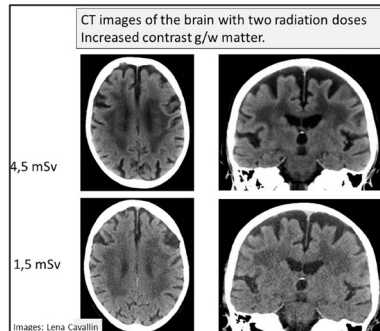 CT images of the brain with two radiation doses
Increased contrast g/w matter.
4,5 mSv
1,5 mSv
Images: Lena Cavallin